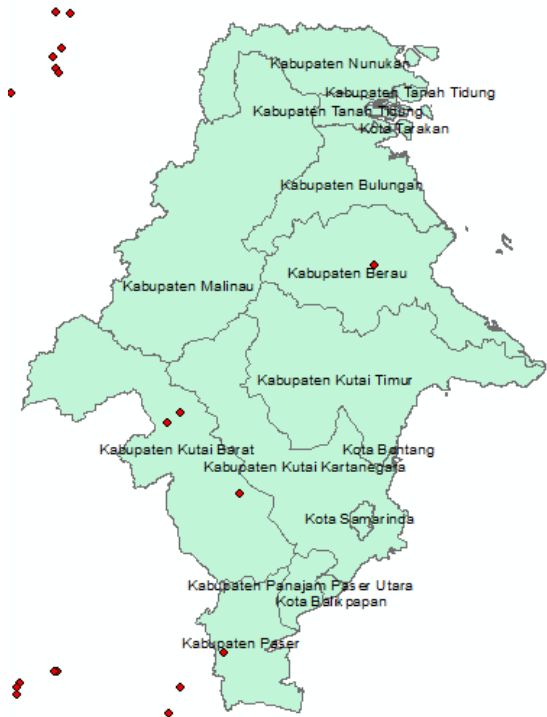 Kabupaten Nunukan
Kabupaten Tanah Tidung
Kabupaten Tanah Tidung
Kota Tarakan
Kabupaten Bulungan
Kabupaten Berau
Kabupaten Malinau
Kabupaten Kutai Timur
Kabupaten Kutai Barat
Kota Bontang
Kabupaten Kutai Kartanegara
Kota Samarinda
Kabupaten Panajam Paser Utara
Kota Balikpapan
Kabupaten Paser